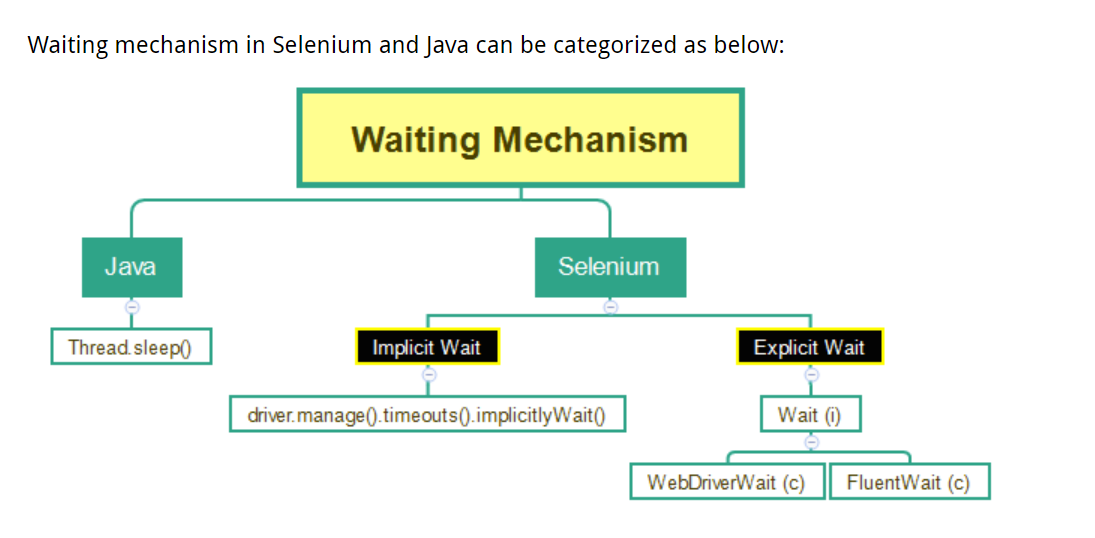 Waiting mechanism in Selenium and Java can be categorized as below:
Waiting Mechanism
Java
Selenium
Thread.sleep()
Implicit Wait
Explicit Wait
driver.manage().timeouts().implicitlyWait()
Wait (i)
WebDriverWait (c)
FluentWait (c)